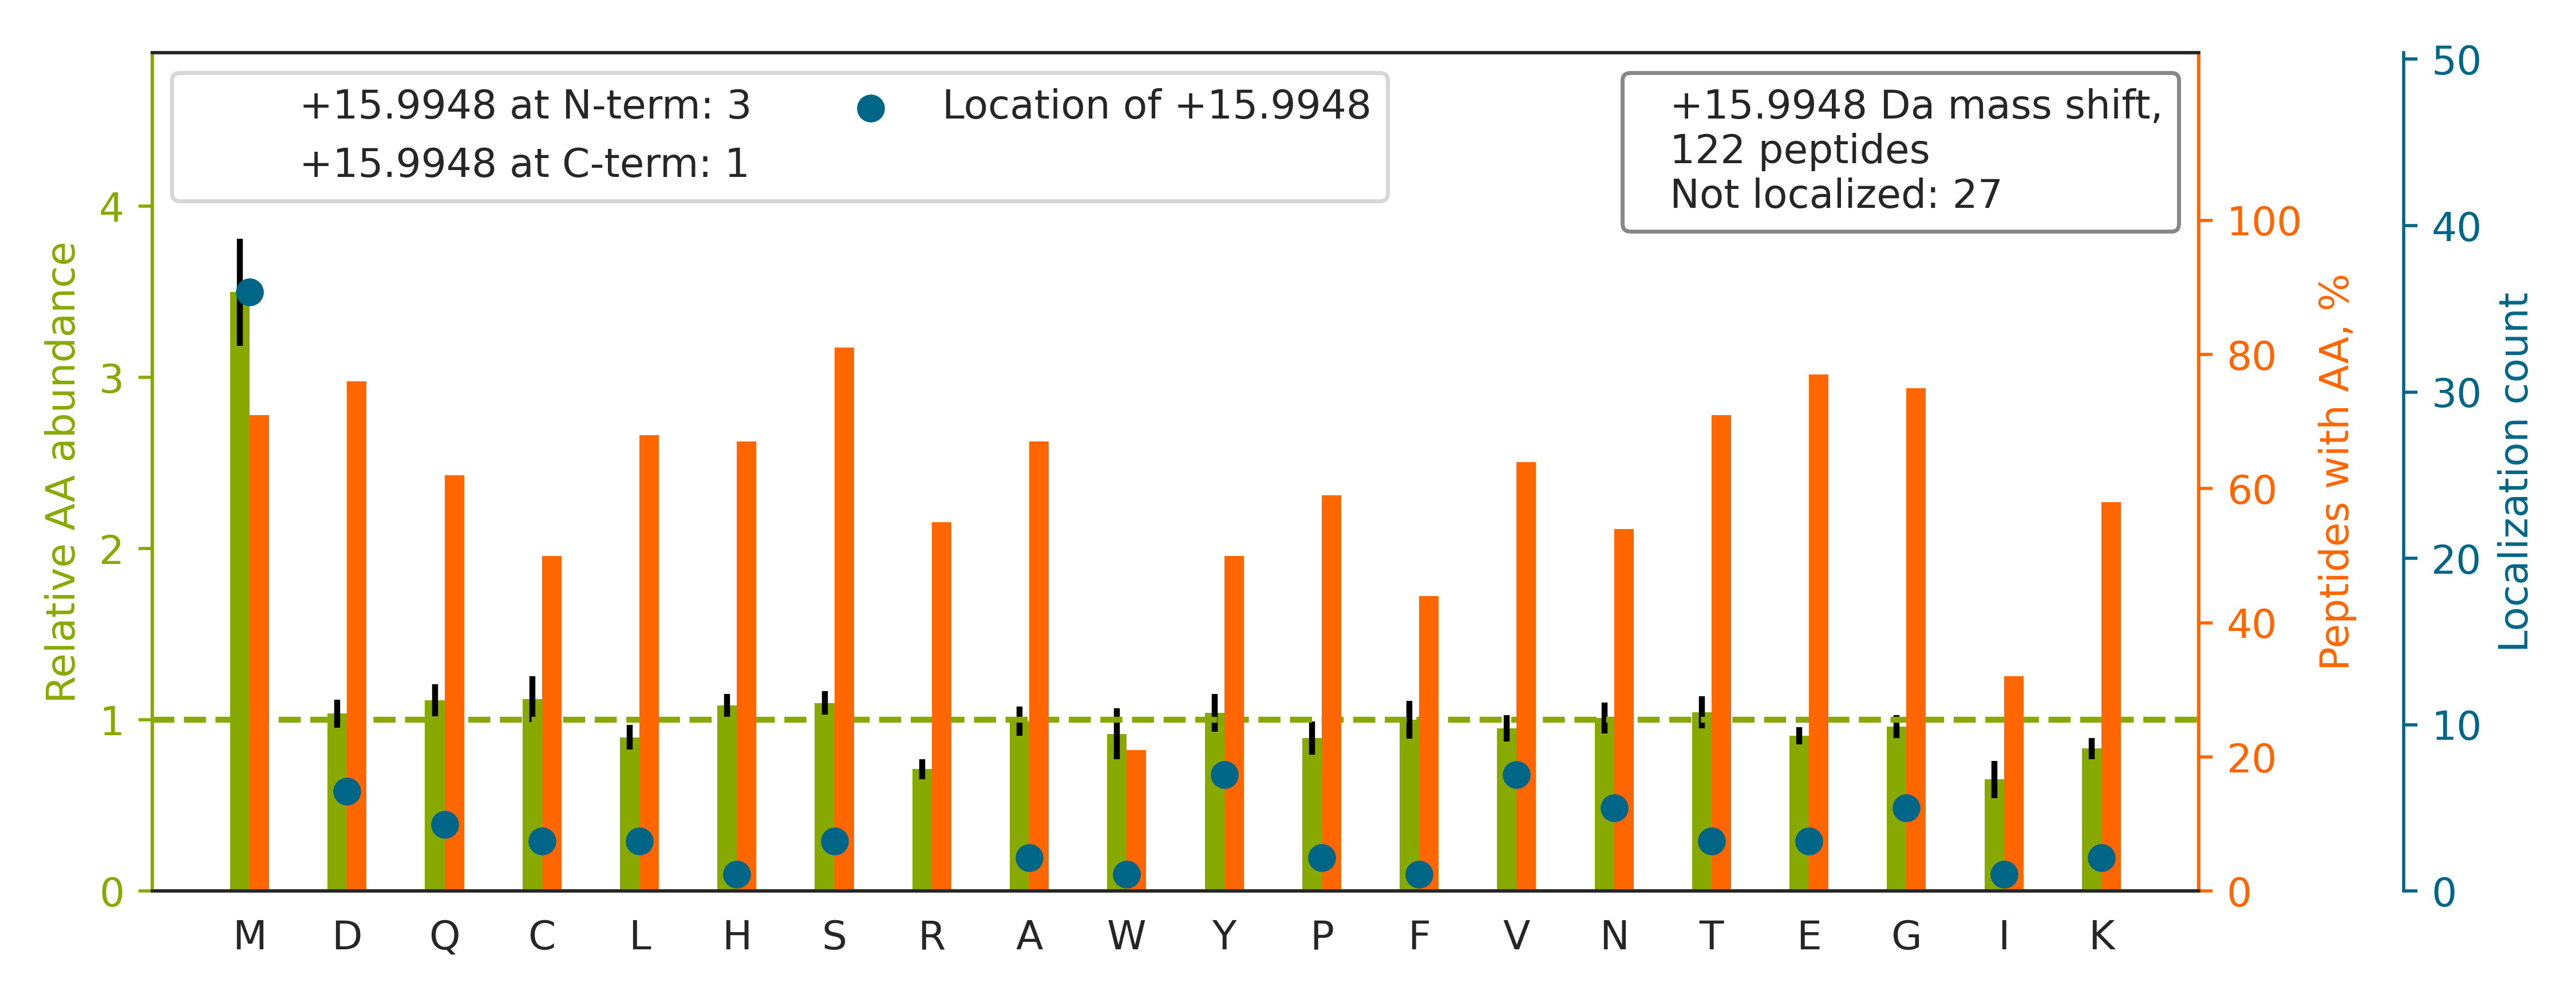 +15.9948 at N-term: 3
+15.9948 at C-term: 1
Location of +15.9948
+15.9948 Da mass shift,
122 peptides
Not localized: 27
Relative AA abundance
4
3
2
1
0
Peptides with AA, %
100
80
60
40
20
0
Localization count
50
40
30
20
10
0
M D Q C L H S R A W Y P F V N T E G I K